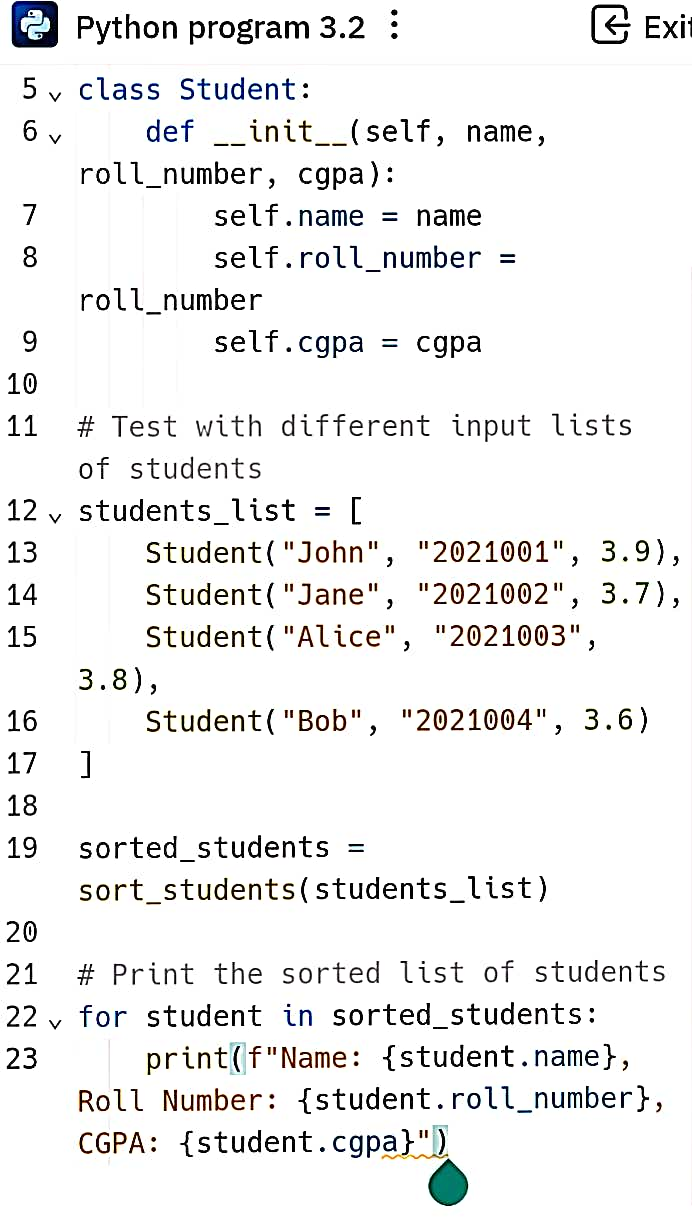 Python program 3.2
Exit
5 class Student:
6     def __init__(self, name,
roll_number, cgpa):
7         self.name = name
8         self.roll_number =
roll_number
9         self.cgpa = cgpa
10
11 # Test with different input lists
of students
12 students_list = [
13     Student("John", "2021001", 3.9),
14     Student("Jane", "2021002", 3.7),
15     Student("Alice", "2021003",
3.8),
16     Student("Bob", "2021004", 3.6)
17 ]
18
19 sorted_students =
sort_students(students_list)
20
21 # Print the sorted list of students
22 for student in sorted_students:
23     print(f"Name: {student.name},
Roll Number: {student.roll_number},
CGPA: {student.cgpa}")